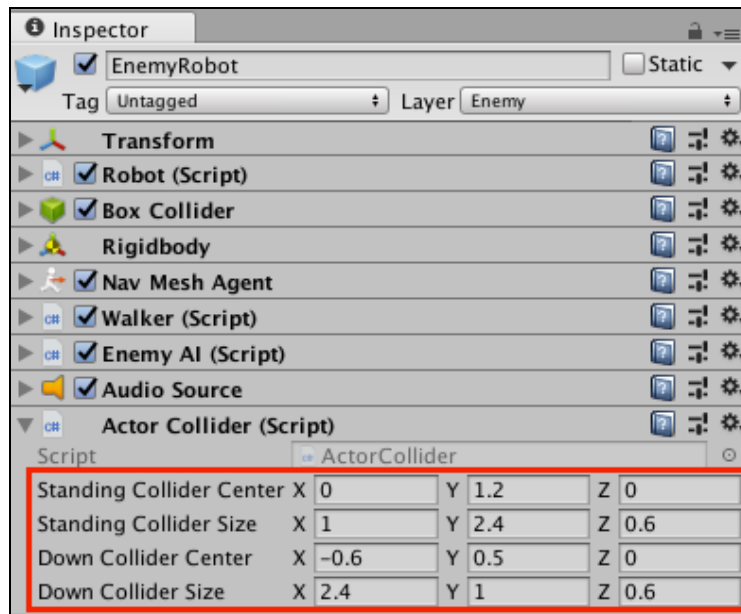 Inspector
EnemyRobot Static
Tag Untagged Layer Enemy
Transform
Robot (Script)
Box Collider
Rigidbody
Nav Mesh Agent
Walker (Script)
Enemy AI (Script)
Audio Source
Actor Collider (Script)
Script ActorCollider
Standing Collider Center X 0 Y 1.2 Z 0
Standing Collider Size X 1 Y 2.4 Z 0.6
Down Collider Center X -0.6 Y 0.5 Z 0
Down Collider Size X 2.4 Y 1 Z 0.6